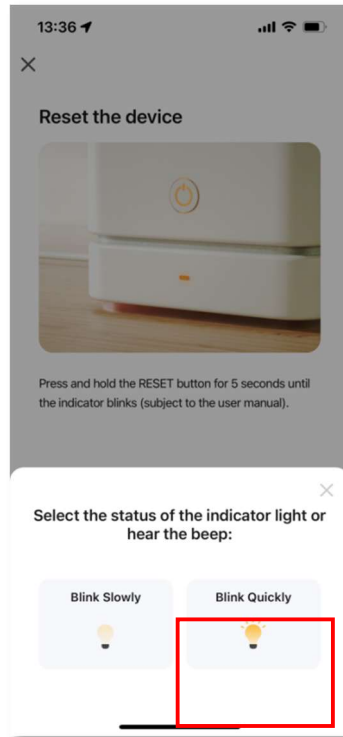 13:36
Reset the device
Press and hold the RESET button for 5 seconds until
the indicator blinks (subject to the user manual).
Select the status of the indicator light or
hear the beep:
Blink Slowly
Blink Quickly